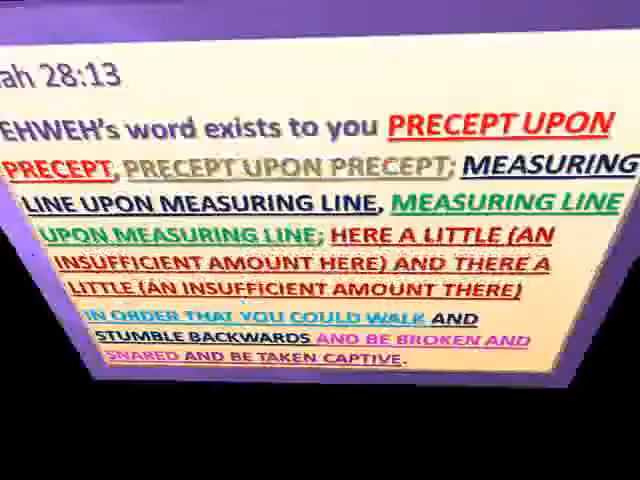 ah 28:13
EHWEH's word exists to you PRECEPT UPON
PRECEPT, PRECEPT UPON PRECEPT; MEASURING
LINE UPON MEASURING LINE, MEASURING LINE
UPON MEASURING LINE; HERE A LITTLE (AN
INSUFFICIENT AMOUNT HERE) AND THERE A
LITTLE (AN INSUFFICIENT AMOUNT THERE)
IN ORDER THAT YOU COULD WALK AND
STUMBLE BACKWARDS AND BE BROKEN AND
SNARED AND BE TAKEN CAPTIVE.